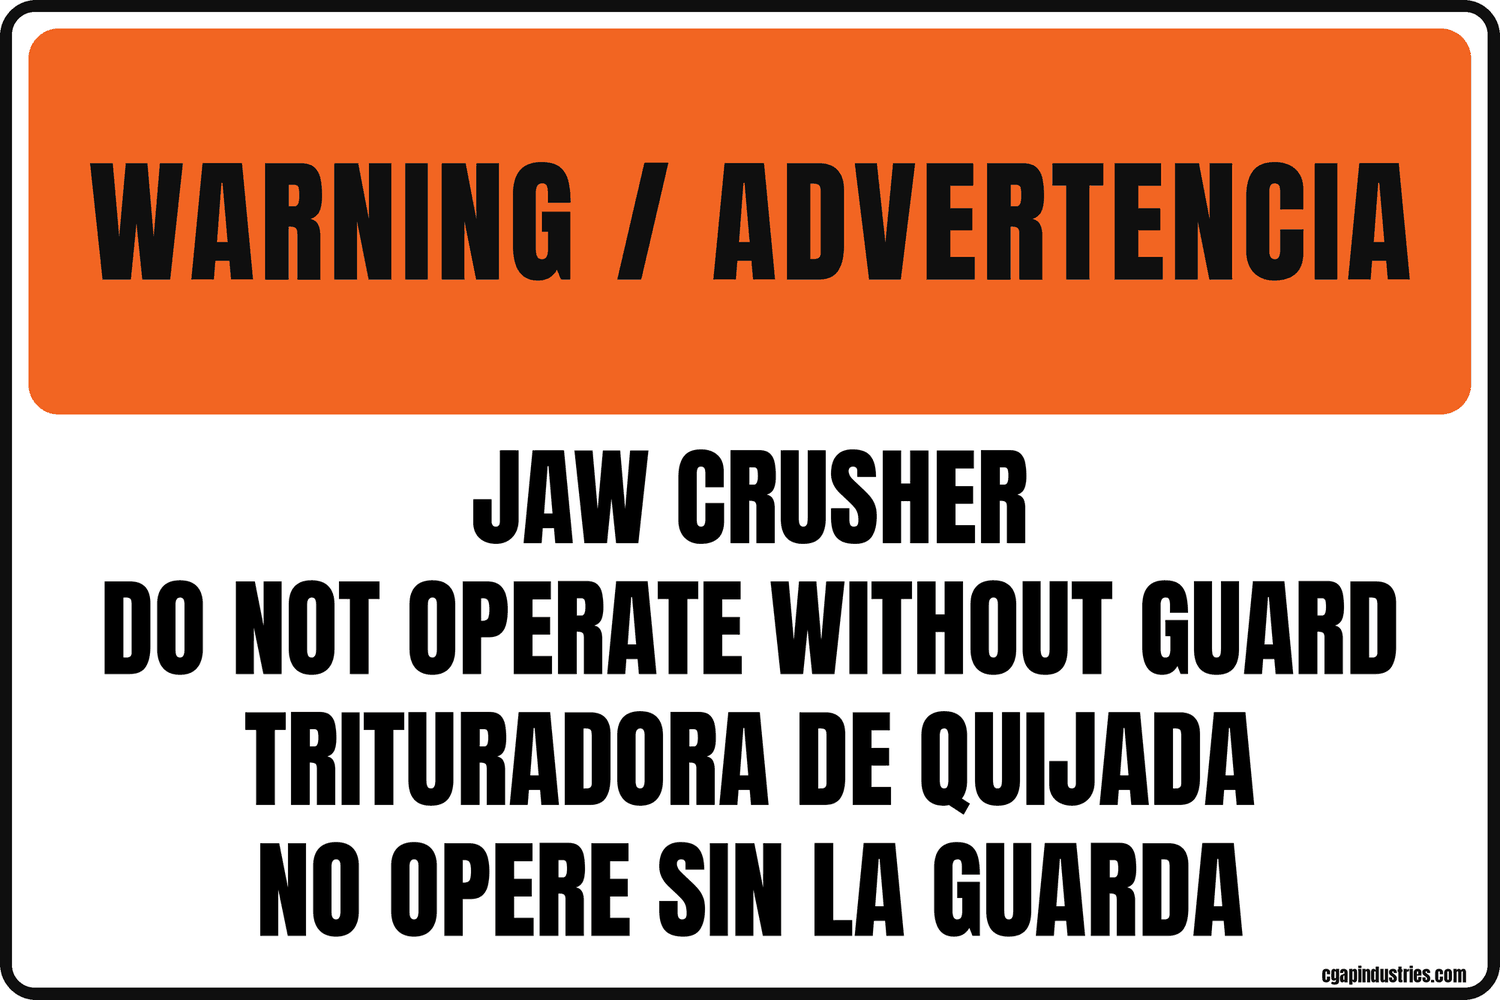 WARNING / ADVERTENCIA
JAW CRUSHER
DO NOT OPERATE WITHOUT GUARD
TRITURADORA DE QUIJADA
NO OPERE SIN LA GUARDA
cgapindustries.com